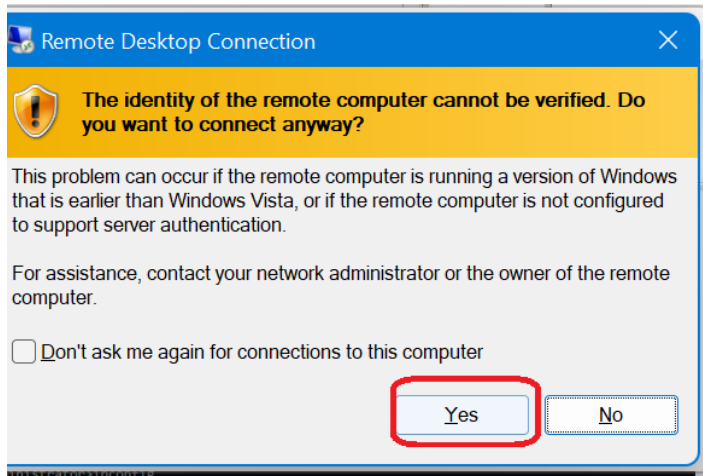 Remote Desktop Connection
The identity of the remote computer cannot be verified. Do
you want to connect anyway?
This problem can occur if the remote computer is running a version of Windows
that is earlier than Windows Vista, or if the remote computer is not configured
to support server authentication.
For assistance, contact your network administrator or the owner of the remote
computer.
Don't ask me again for connections to this computer
Yes No